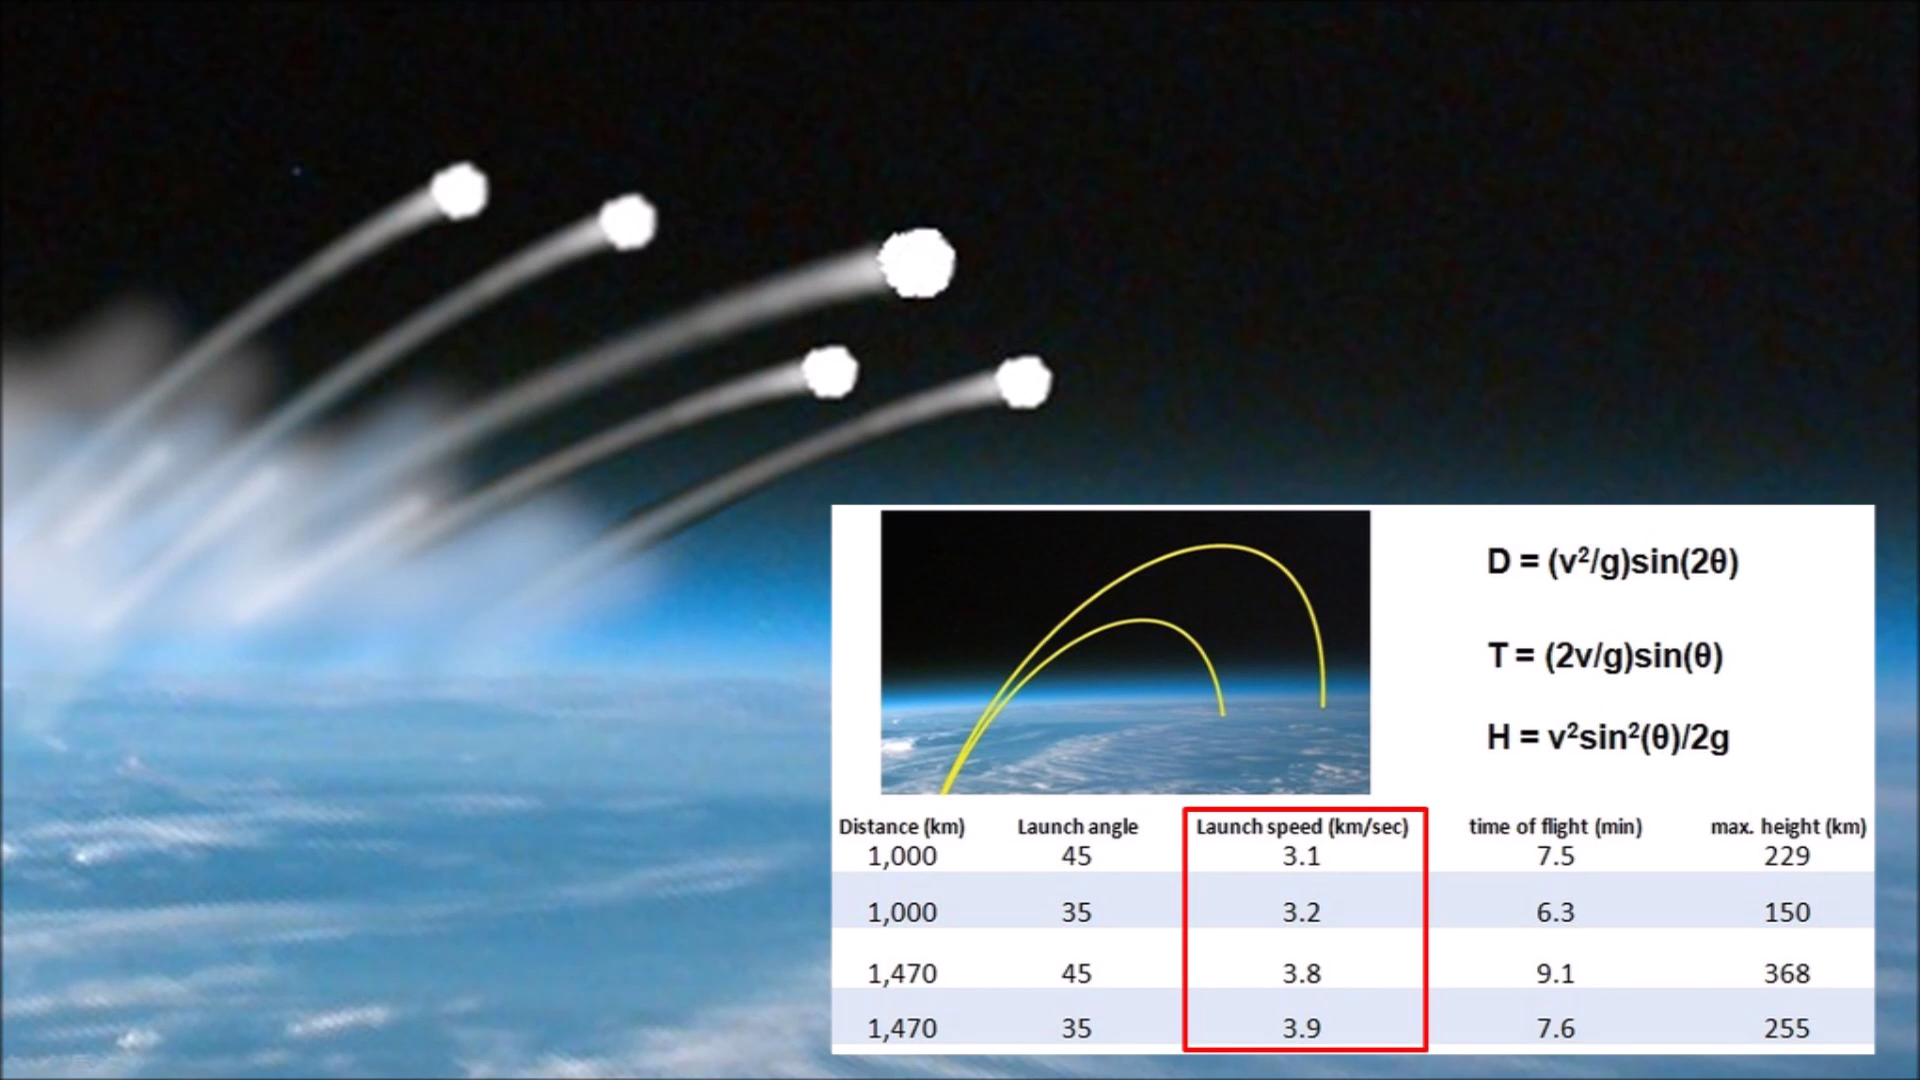 D = (v²/g)sin(2θ)
T = (2v/g)sin(θ)
H = v²sin²(θ)/2g
Distance (km) Launch angle Launch speed (km/sec) time of flight (min) max. height (km)
1,000 45 3.1 7.5 229
1,000 35 3.2 6.3 150
1,470 45 3.8 9.1 368
1,470 35 3.9 7.6 255